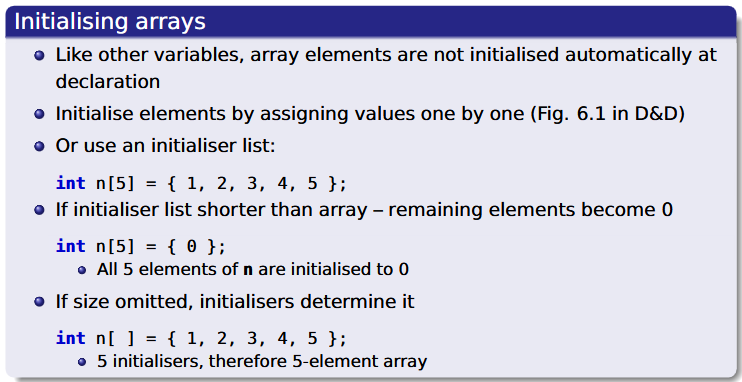 Initialising arrays
Like other variables, array elements are not initialised automatically at
declaration
Initialise elements by assigning values one by one (Fig. 6.1 in D&D)
Or use an initialiser list:
int n[5] = { 1, 2, 3, 4, 5 };
If initialiser list shorter than array – remaining elements become 0
int n[5] = { 0 };
All 5 elements of n are initialised to 0
If size omitted, initialisers determine it
int n[ ] = { 1, 2, 3, 4, 5 };
5 initialisers, therefore 5-element array